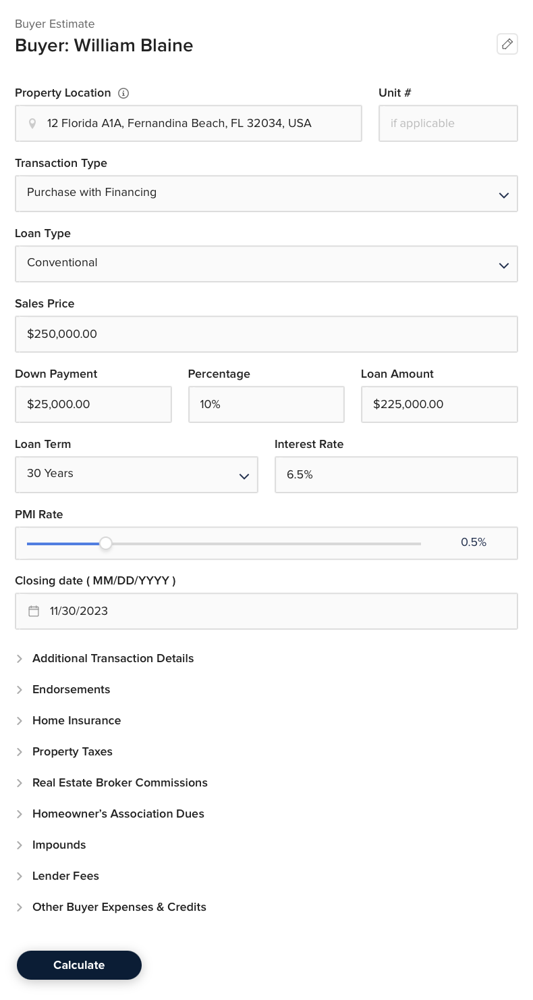 Buyer Estimate
Buyer: William Blaine
Property Location
Unit #
12 Florida A1A, Fernandina Beach, FL 32034, USA
if applicable
Transaction Type
Purchase with Financing
Loan Type
Conventional
Sales Price
$250,000.00
Down Payment
Percentage
Loan Amount
$25,000.00
10%
$225,000.00
Loan Term
Interest Rate
30 Years
6.5%
PMI Rate
0.5%
Closing date ( MM/DD/YYYY )
11/30/2023
Additional Transaction Details
Endorsements
Home Insurance
Property Taxes
Real Estate Broker Commissions
Homeowner’s Association Dues
Impounds
Lender Fees
Other Buyer Expenses & Credits
Calculate